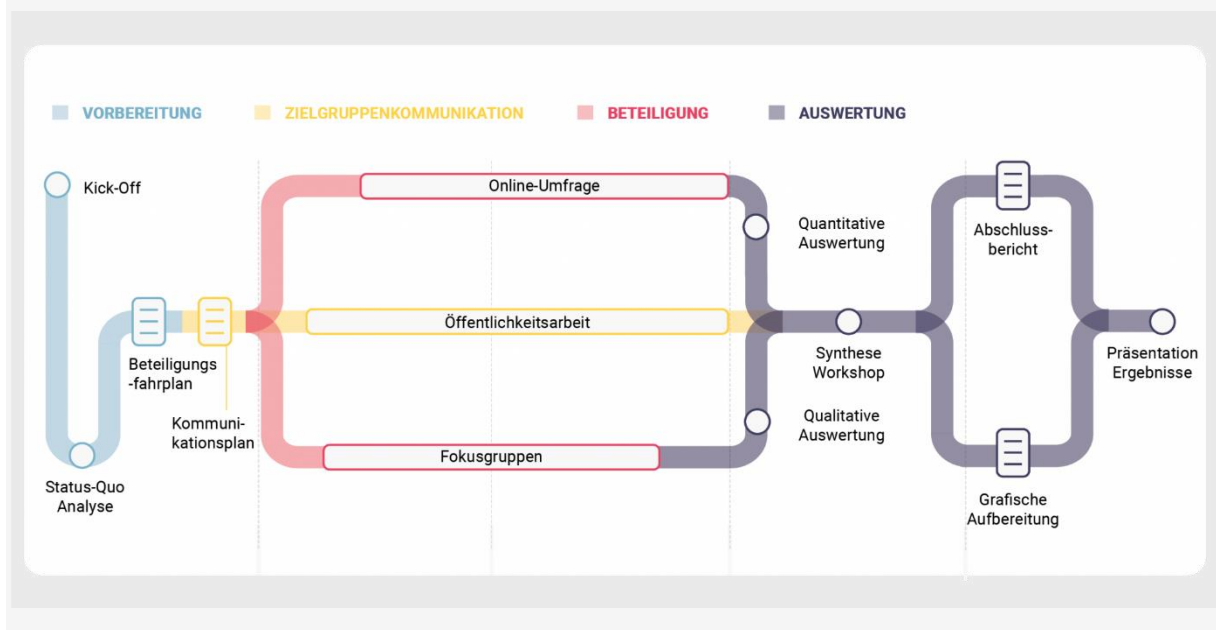 VORBEREITUNG
ZIELGRUPPENKOMMUNIKATION
BETEILIGUNG
AUSWERTUNG
Kick-Off
Status-Quo
Analyse
Beteiligungs
-fahrplan
Kommuni-
kationsplan
Online-Umfrage
Öffentlichkeitsarbeit
Fokusgruppen
Quantitative
Auswertung
Synthese
Workshop
Qualitative
Auswertung
Abschluss-
bericht
Grafische
Aufbereitung
Präsentation
Ergebnisse